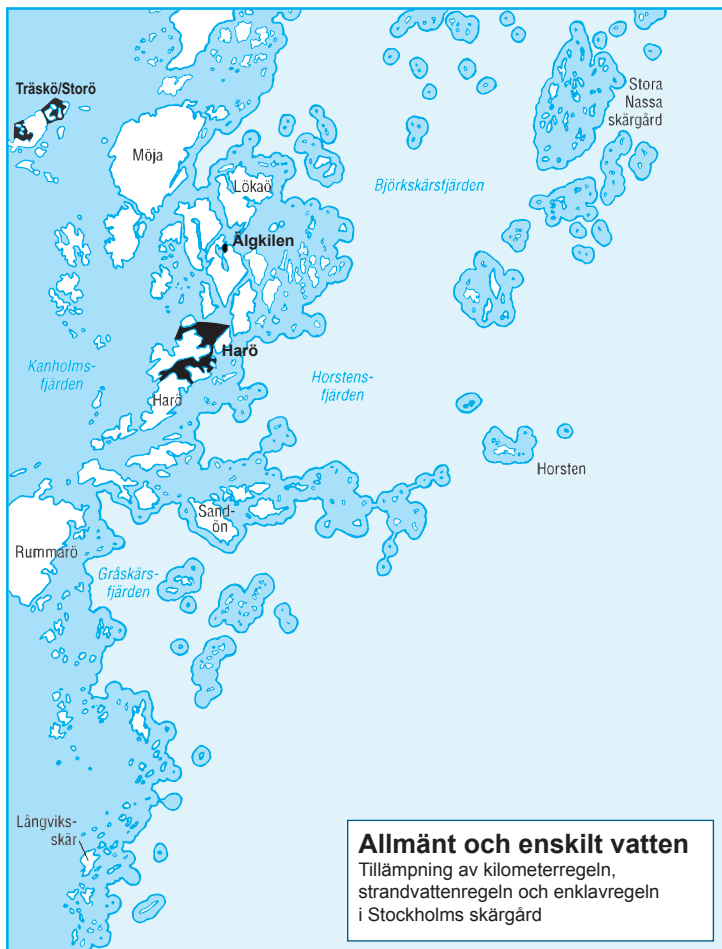 Träskö/Storö
Stora
Nassa
skärgård
Möja
Lökaö
Björkskärsfjärden
Älgkilen
Harö
Kanholms-
fjärden
Horstens-
fjärden
Harö
Horsten
Sand-
ön
Rummarö
Gråskärs-
fjärden
Långviks-
skär
Allmänt och enskilt vatten
Tillämpning av kilometerregeln,
strandvattenregeln och enklavregeln
i Stockholms skärgård